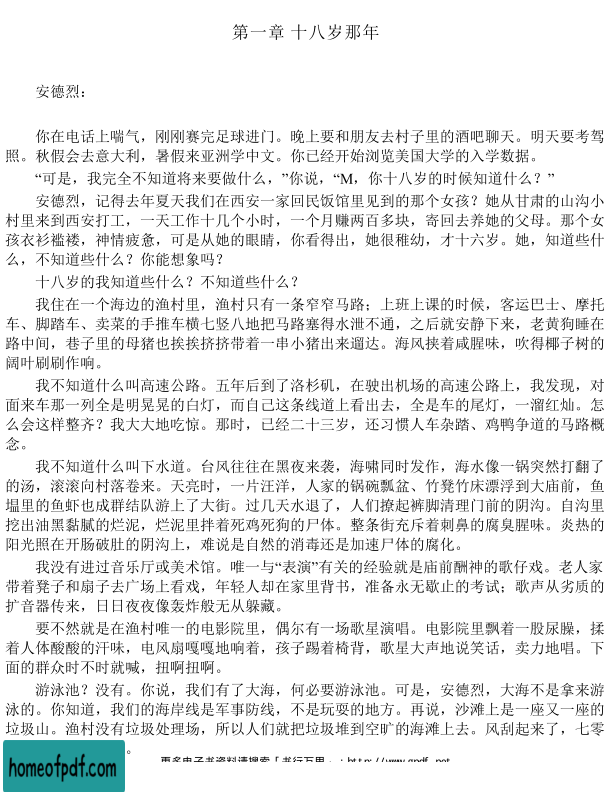 第一章 十八岁那年
安德烈：
你在电话上喘气，刚刚赛完足球进门。晚上要和朋友去村子里的酒吧聊天。明天要考驾
照。秋假会去意大利，暑假来亚洲学中文。你已经开始浏览美国大学的入学数据。
“可是，我完全不知道将来要做什么，”你说，“M，你十八岁的时候知道什么？”
安德烈，记得去年夏天我们在西安一家回民饭馆里见到的那个女孩？她从甘肃的山沟小
村里来到西安打工，一天工作十几个小时，一个月赚两百多块，寄回去养她的父母。那个女
孩衣衫褴褛，神情疲惫，可是从她的眼睛，你看得出，她很稚幼，才十六岁。她，知道些什
么，不知道些什么？你能想象吗？
十八岁的我知道些什么？不知道些什么？
我住在一个海边的渔村里，渔村只有一条窄窄马路；上班上课的时候，客运巴士、摩托
车、脚踏车、卖菜的手推车横七竖八地把马路塞得水泄不通，之后就安静下来，老黄狗睡在
路中间，巷子里的母猪也挨挨挤挤带着一串小猪出来遛达。海风挟着咸腥味，吹得椰子树的
阔叶刷刷作响。
我不知道什么叫高速公路。五年后到了洛杉矶，在驶出机场的高速公路上，我发现，对
面来车那一列全是明晃晃的白灯，而自己这条线道上看出去，全是车的尾灯，一溜红灿。怎
么会这样整齐？我大大地吃惊。那时，已经二十三岁，还习惯人车杂踏、鸡鸭争道的马路概
念。
我不知道什么叫下水道。台风往往在黑夜来袭，海啸同时发作，海水像一锅突然打翻了
的汤，滚滚向村落卷来。天亮时，一片汪洋，人家的锅碗瓢盆、竹凳竹床漂浮到大庙前，鱼
塭里的鱼虾也成群结队游上了大街。过几天水退了，人们撩起裤脚清理门前的阴沟。自沟里
挖出油黑黏腻的烂泥，烂泥里拌着死鸡死狗的尸体。整条街充斥着刺鼻的腐臭腥味。炎热的
阳光照在开肠破肚的阴沟上，难说是自然的消毒还是加速尸体的腐化。
我没有进过音乐厅或美术馆。唯一与“表演”有关的经验就是庙前酬神的歌仔戏。老人家
带着凳子和扇子去广场上看戏，年轻人却在家里背书，准备永无歇止的考试；歌声从劣质的
扩音器传来，日日夜夜像轰炸般无从躲藏。
要不然就是在渔村唯一的电影院里，偶尔有一场歌星演唱。电影院里飘着一股尿臊，揉
着人体酸酸的汗味，电风扇嘎嘎地响着，孩子踢着椅背，歌星大声地说笑话，卖力地唱。下
面的群众时不时就喊，扭啊扭啊。
游泳池？没有。你说，我们有了大海，何必要游泳池。可是，安德烈，大海不是拿来游
泳的。你知道，我们的海岸线是军事防线，不是玩耍的地方。再说，沙滩上是一座又一座的
垃圾山。渔村没有垃圾处理场，所以人们就把垃圾堆到空旷的海滩上去。风刮起来了，七零
。
homeofpdf.com